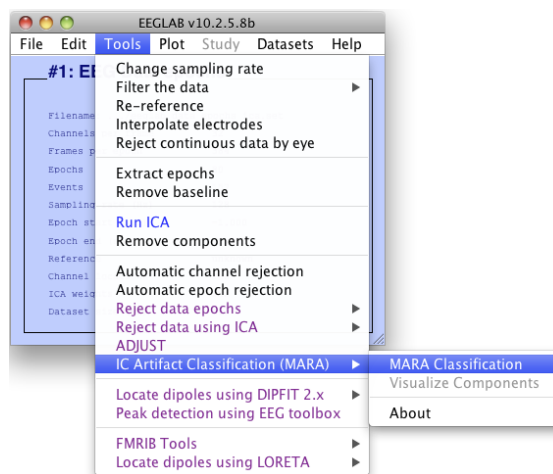 EEGLAB v10.2.5.8b
File Edit Tools Plot Study Datasets Help
#1: EE
Change sampling rate
Filter the data
Re-reference
Interpolate electrodes
Reject continuous data by eye
Extract epochs
Remove baseline
Run ICA
Remove components
Automatic channel rejection
Automatic epoch rejection
Reject data epochs
Reject data using ICA
ADJUST
IC Artifact Classification (MARA)
Locate dipoles using DIPFIT 2.x
Peak detection using EEG toolbox
FMRIB Tools
Locate dipoles using LORETA
Filename
Channels
Frames p
Epochs
Events
Sampling
Epoch st
Epoch en
Referenc
Channel
ICA weig
Dataset
MARA Classification
Visualize Components
About